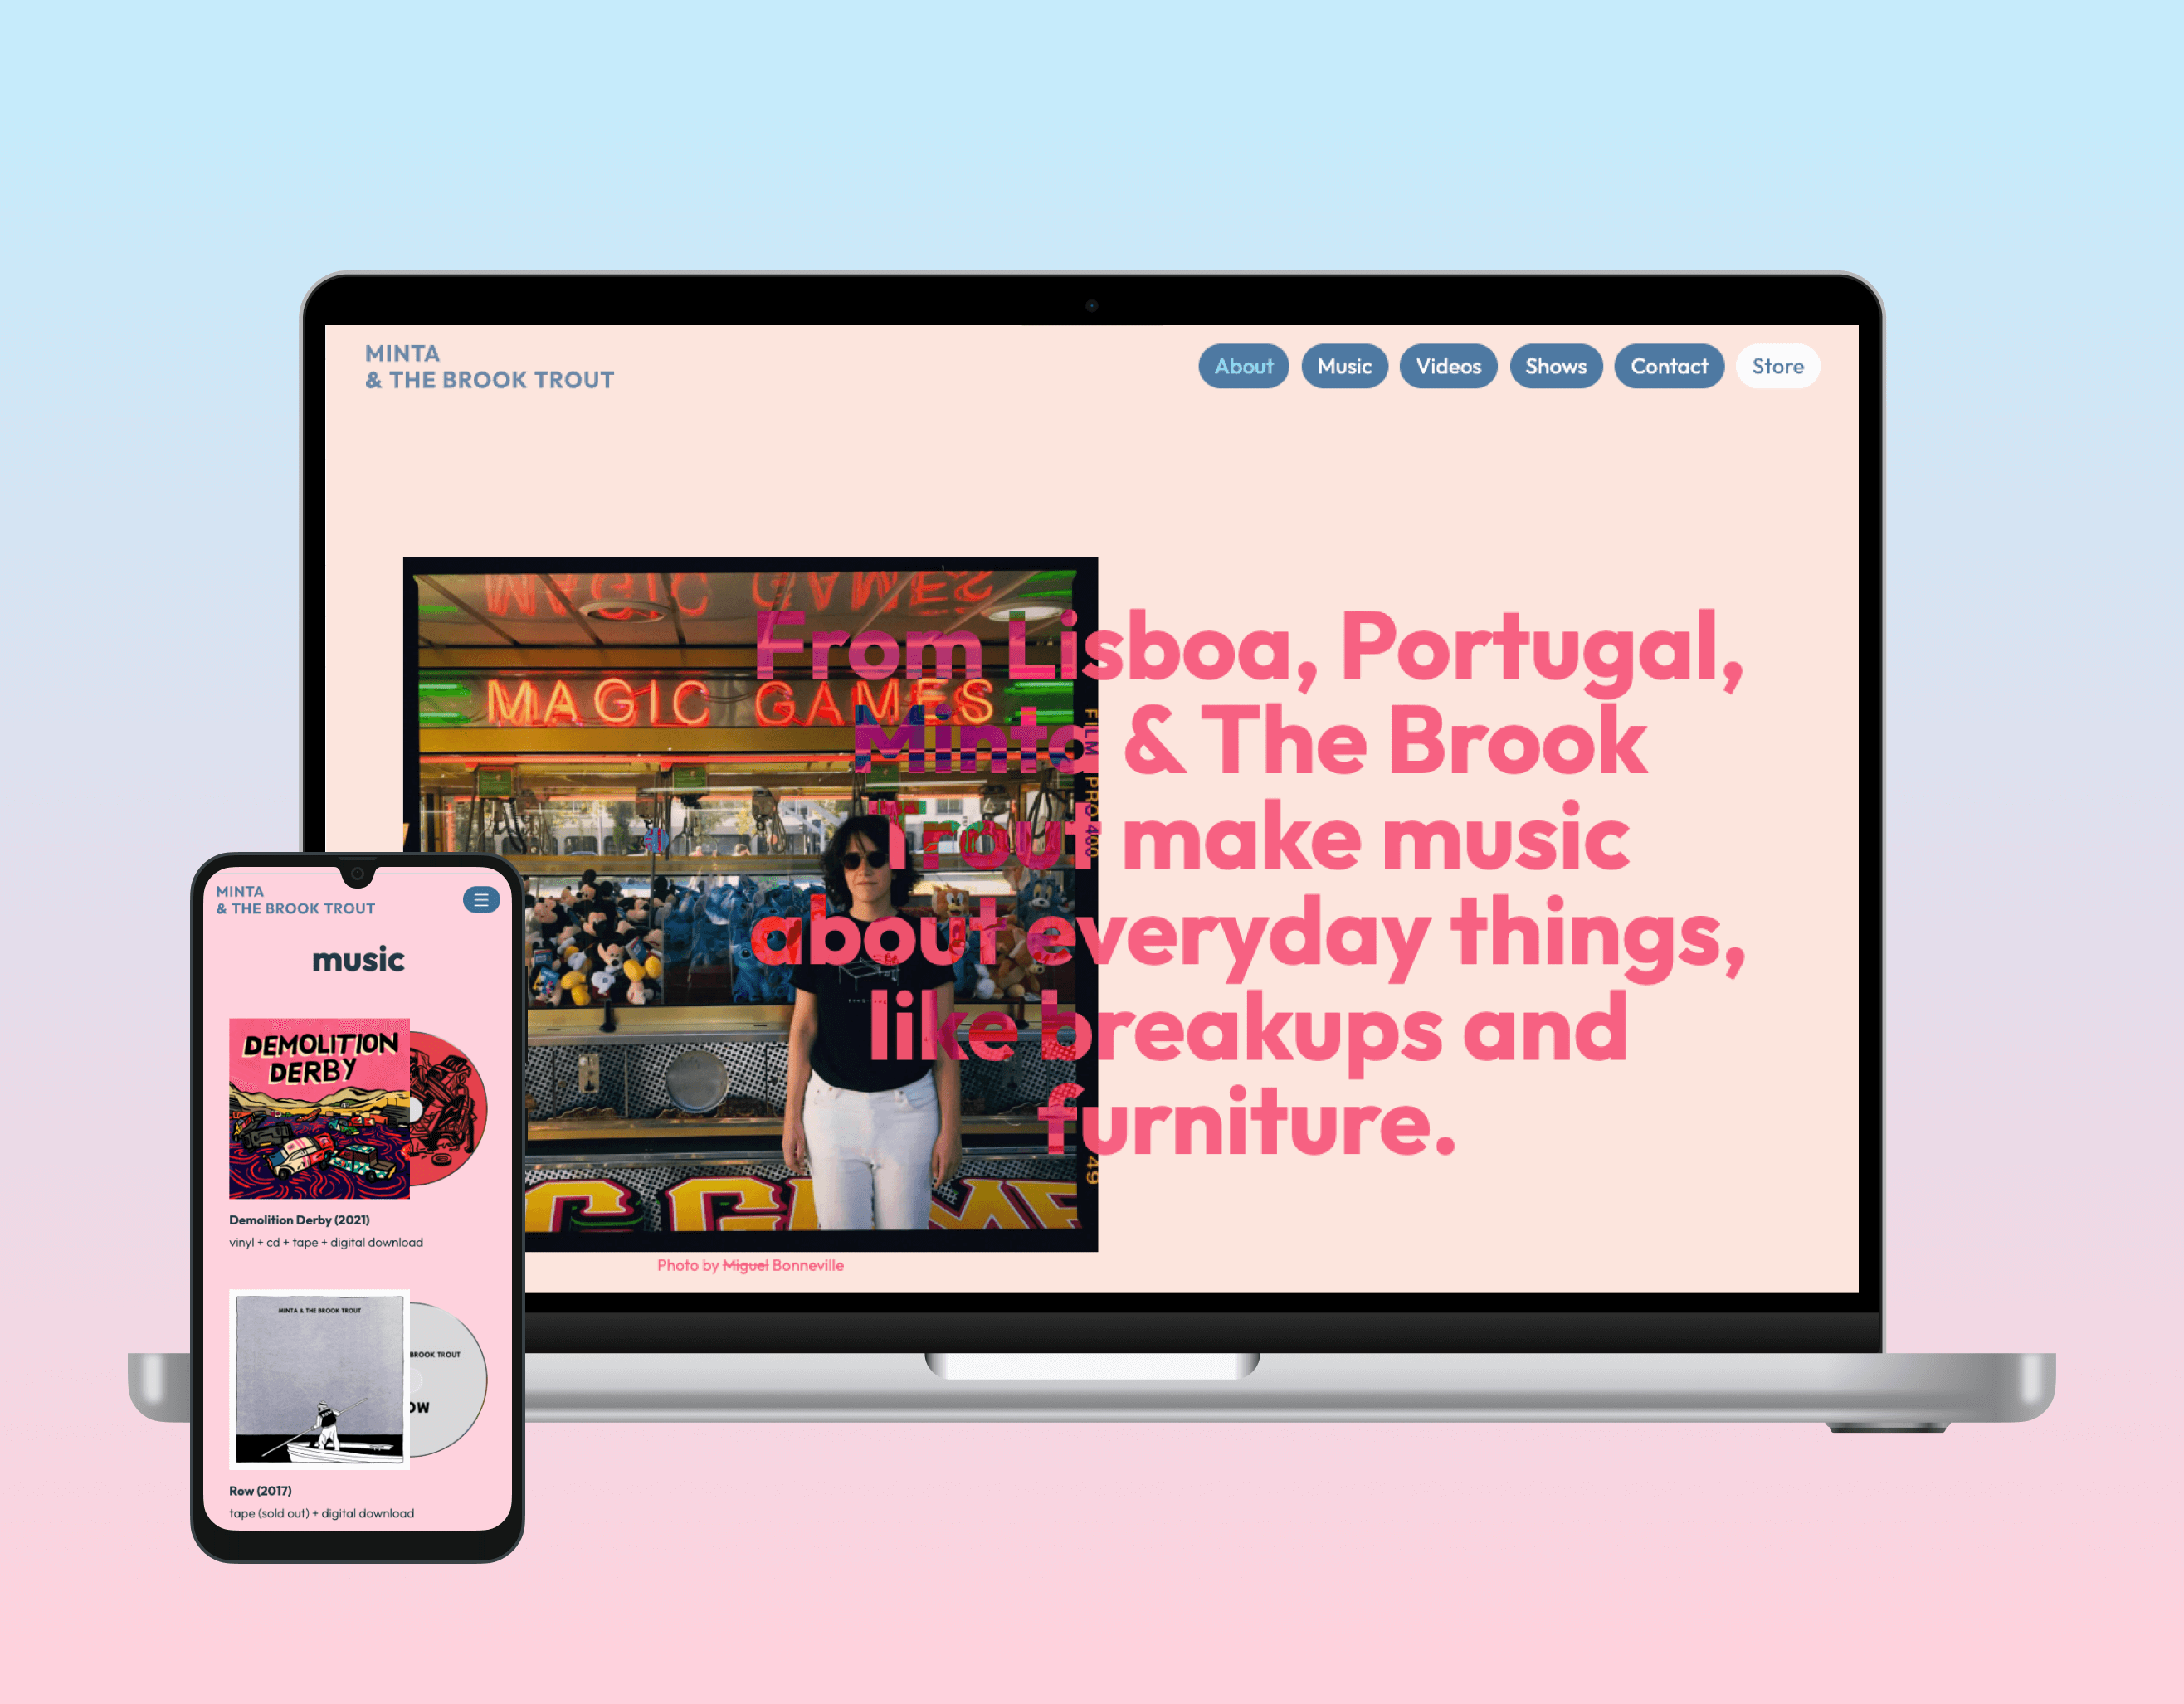 MINTA
& THE BROOK TROUT
About
Music
Videos
Shows
Contact
Store
MAGIC GAMES
MAGIC GAMES
From Lisboa, Portugal,
Minta & The Brook
Trout make music
about everyday things,
like breakups and
furniture.
FILM PRO 400
49
Photo by Miguel Bonneville
MINTA
& THE BROOK TROUT
music
DEMOLITION
DERBY
Demolition Derby (2021)
vinyl + cd + tape + digital download
MINTA & THE BROOK TROUT
BROOK TROUT
OW
Row (2017)
tape (sold out) + digital download